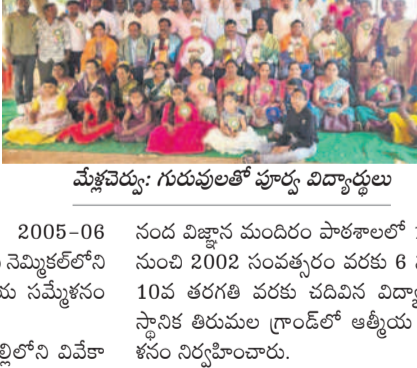 మేళ్లచెర్వు: గురువులతో పూర్వ విద్యార్థులు
2005-06
నెమ్మికల్‌లోని
సమ్మేళనం
ల్లిలోని వివేకా
నంద విజ్ఞాన మందిరం పాఠశాలలో
నుంచి 2002 సంవత్సరం వరకు 6
10వ తరగతి వరకు చదివిన విద్యా
స్థానిక తిరుమల గ్రాండ్‌లో ఆత్మీయ
ళనం నిర్వహించారు.